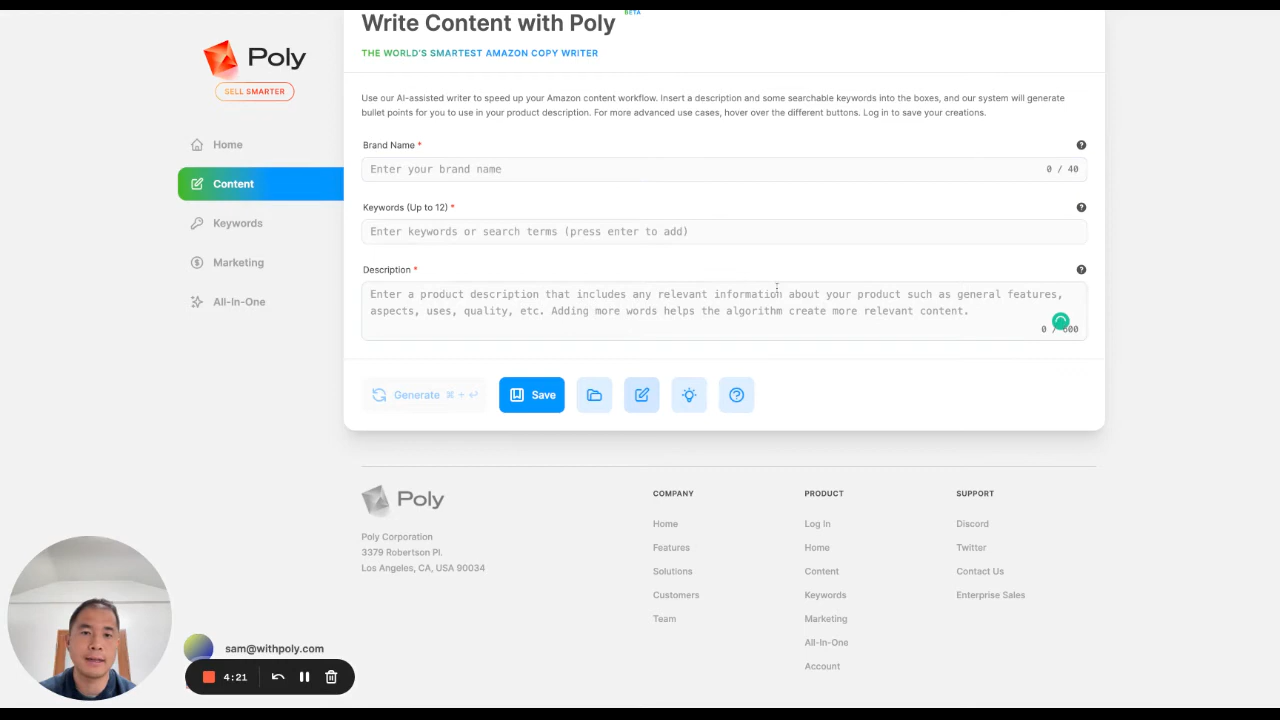 Write Content with Poly BETA
THE WORLD'S SMARTEST AMAZON COPY WRITER
Poly
SELL SMARTER
Home
Content
Keywords
Marketing
All-In-One
Use our AI-assisted writer to speed up your Amazon content workflow. Insert a description and some searchable keywords into the boxes, and our system will generate
bullet points for you to use in your product description. For more advanced use cases, hover over the different buttons. Log in to save your creations.
Brand Name *
Enter your brand name 0 / 40
Keywords (Up to 12) *
Enter keywords or search terms (press enter to add)
Description *
Enter a product description that includes any relevant information about your product such as general features,
aspects, uses, quality, etc. Adding more words helps the algorithm create more relevant content.
0 / 600
Generate ⌘ + ↩
Save
Poly
Poly Corporation
3379 Robertson Pl.
Los Angeles, CA, USA 90034
COMPANY
Home
Features
Solutions
Customers
Team
PRODUCT
Log In
Home
Content
Keywords
Marketing
All-In-One
Account
SUPPORT
Discord
Twitter
Contact Us
Enterprise Sales
sam@withpoly.com
4:21